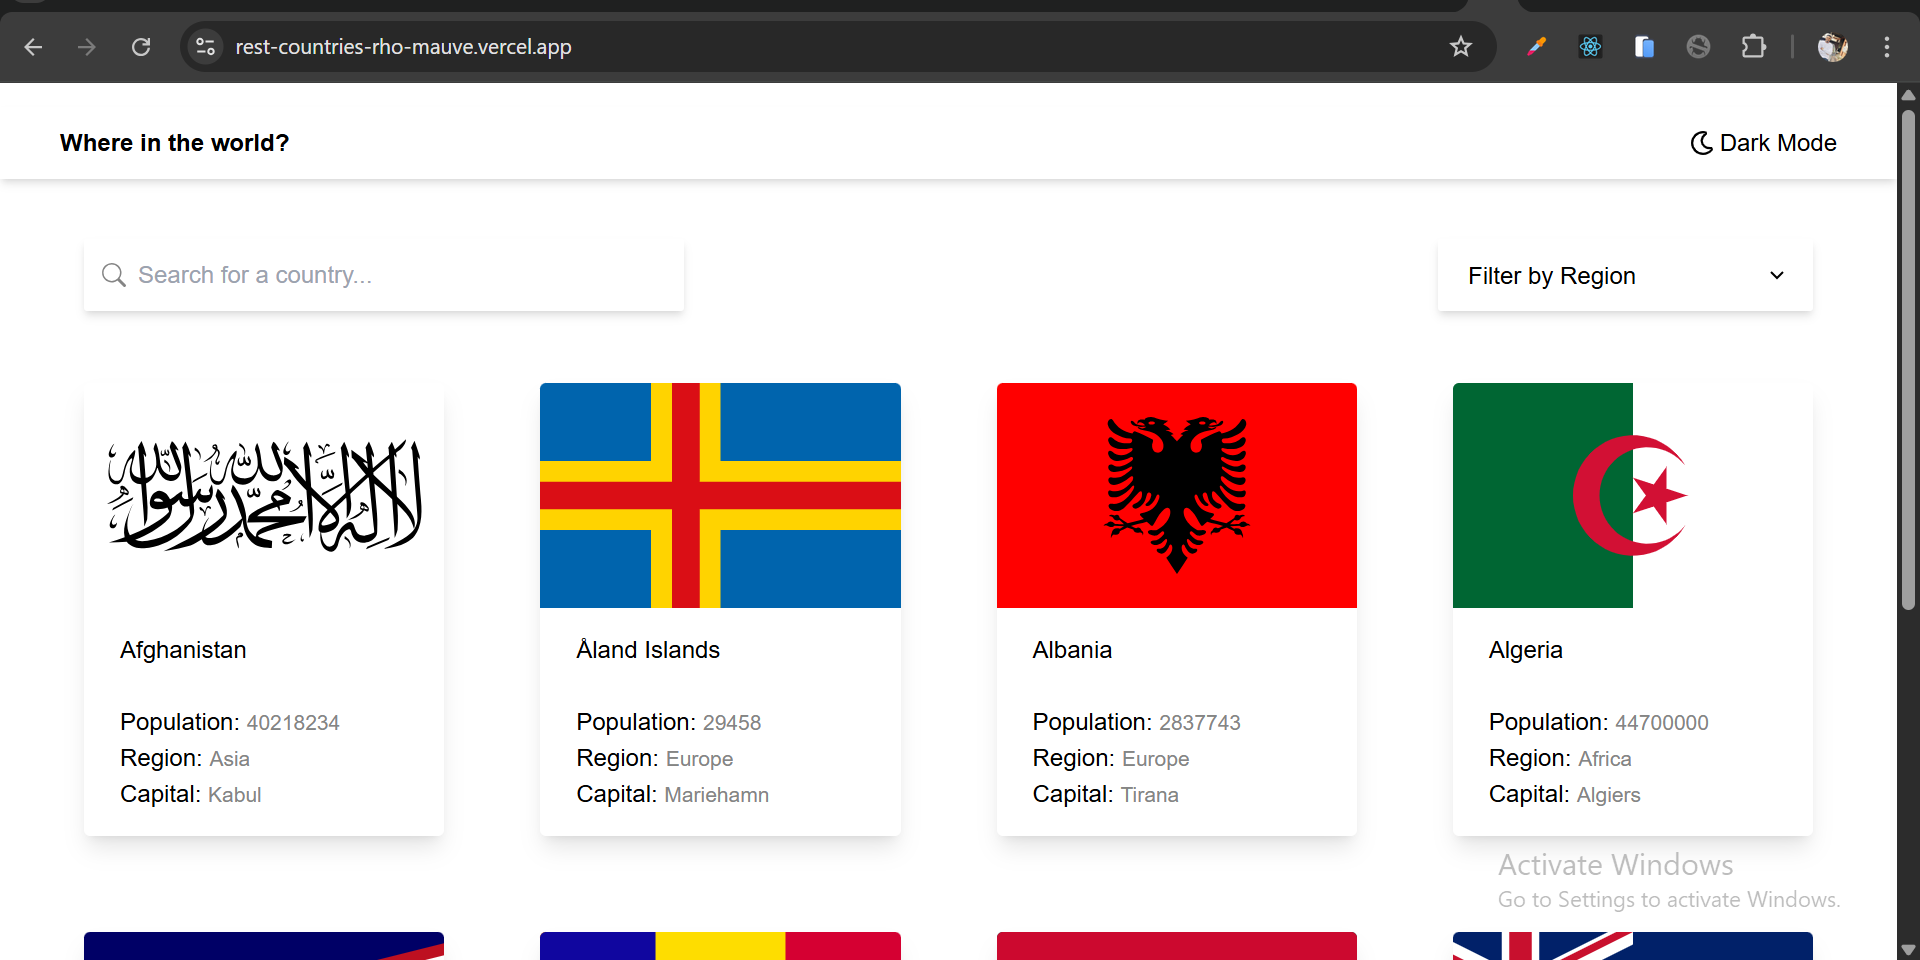 rest-countries-rho-mauve.vercel.app
Where in the world?
Dark Mode
Search for a country...
Filter by Region
لا إله إلا الله محمد رسول الله
Afghanistan
Population: 40218234
Region: Asia
Capital: Kabul
Åland Islands
Population: 29458
Region: Europe
Capital: Mariehamn
Albania
Population: 2837743
Region: Europe
Capital: Tirana
Algeria
Population: 44700000
Region: Africa
Capital: Algiers
Activate Windows
Go to Settings to activate Windows.